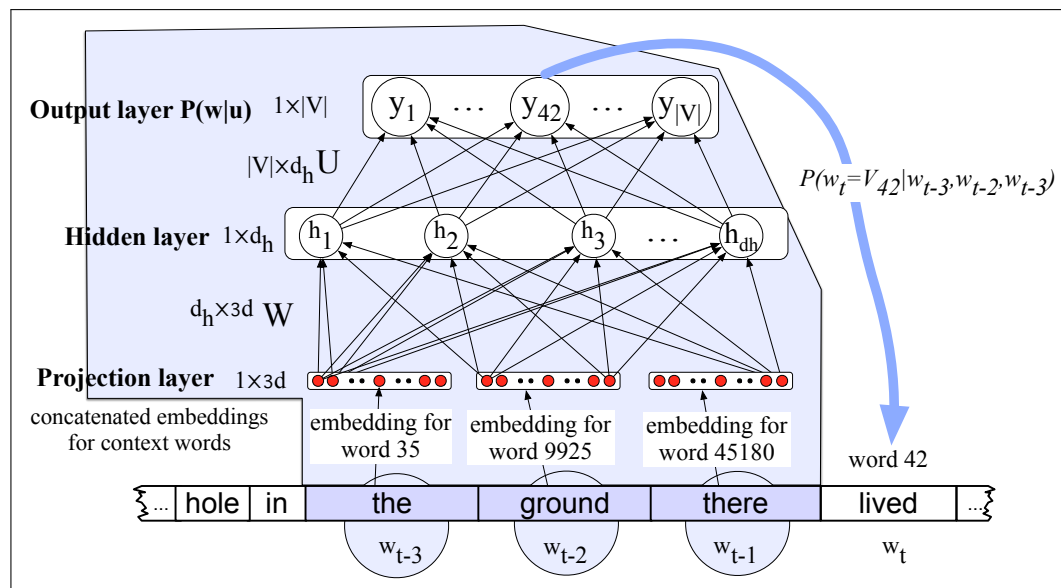 Output layer P(w|u) 1×|V|
y1 ... y42 ... y|V|
|V|×dh U
P(wt=V42|wt-3,wt-2,wt-3)
Hidden layer 1×dh
h1 h2 h3 ... hdh
dh×3d W
Projection layer 1×3d
concatenated embeddings
for context words
embedding for
word 35
embedding for
word 9925
embedding for
word 45180
word 42
... hole in the ground there lived ...
wt-3 wt-2 wt-1 wt